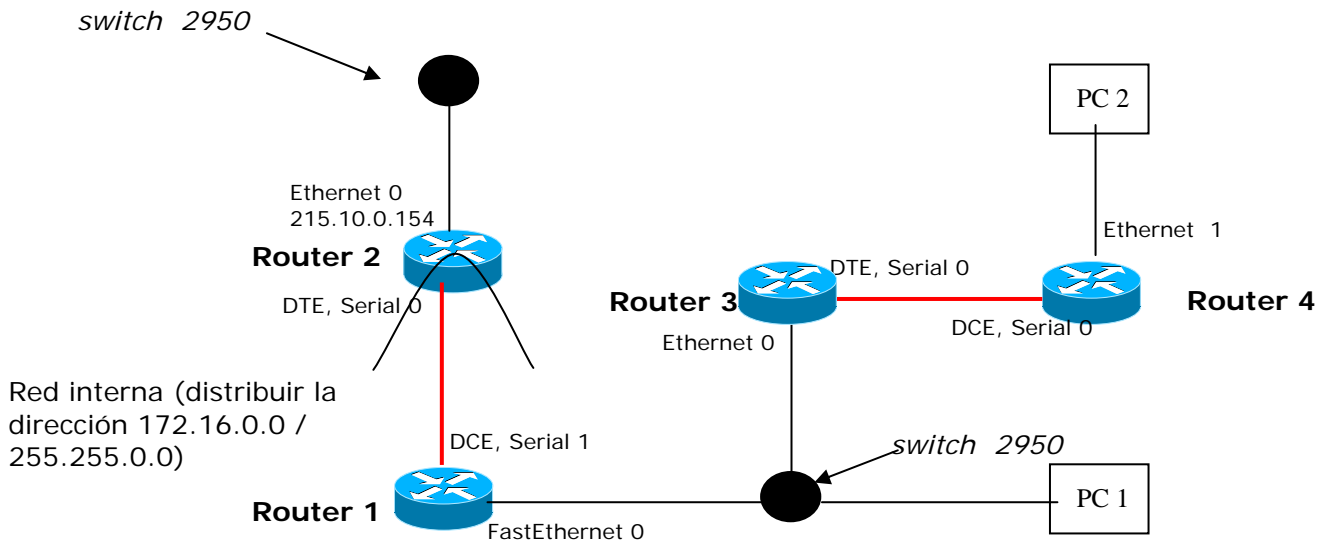 switch 2950
PC 2
Ethernet 0
215.10.0.154
Router 2
Ethernet 1
DTE, Serial 0
Router 3
DTE, Serial 0
Router 4
DCE, Serial 0
Ethernet 0
Red interna (distribuir la
dirección 172.16.0.0 /
255.255.0.0)
DCE, Serial 1
switch 2950
Router 1
PC 1
FastEthernet 0